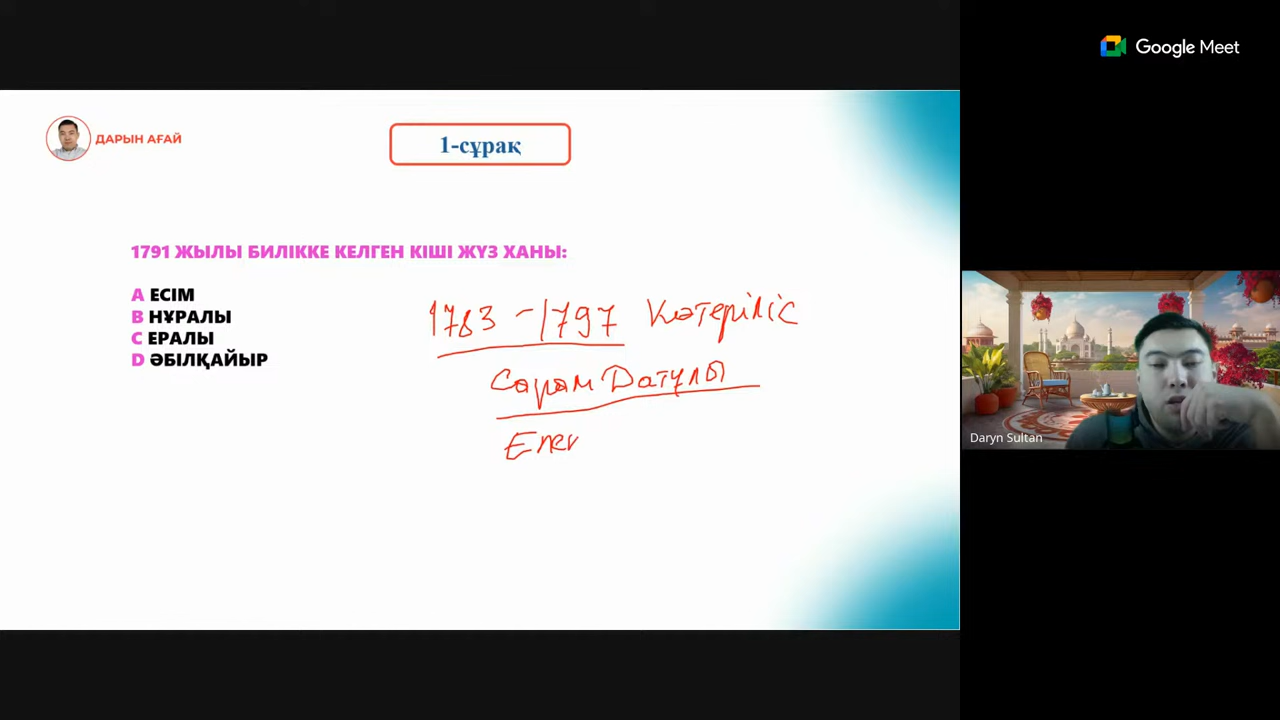 Google Meet
ДАРЫН АҒАЙ
1-сұрақ
1791 ЖЫЛЫ БИЛІККЕ КЕЛГЕН КІШІ ЖҮЗ ХАНЫ:
A ЕСІМ
B НҰРАЛЫ
C ЕРАЛЫ
D ӘБІЛҚАЙЫР
1783 - 1797 Көтеріліс
Сырым Датұлы
Daryn Sultan